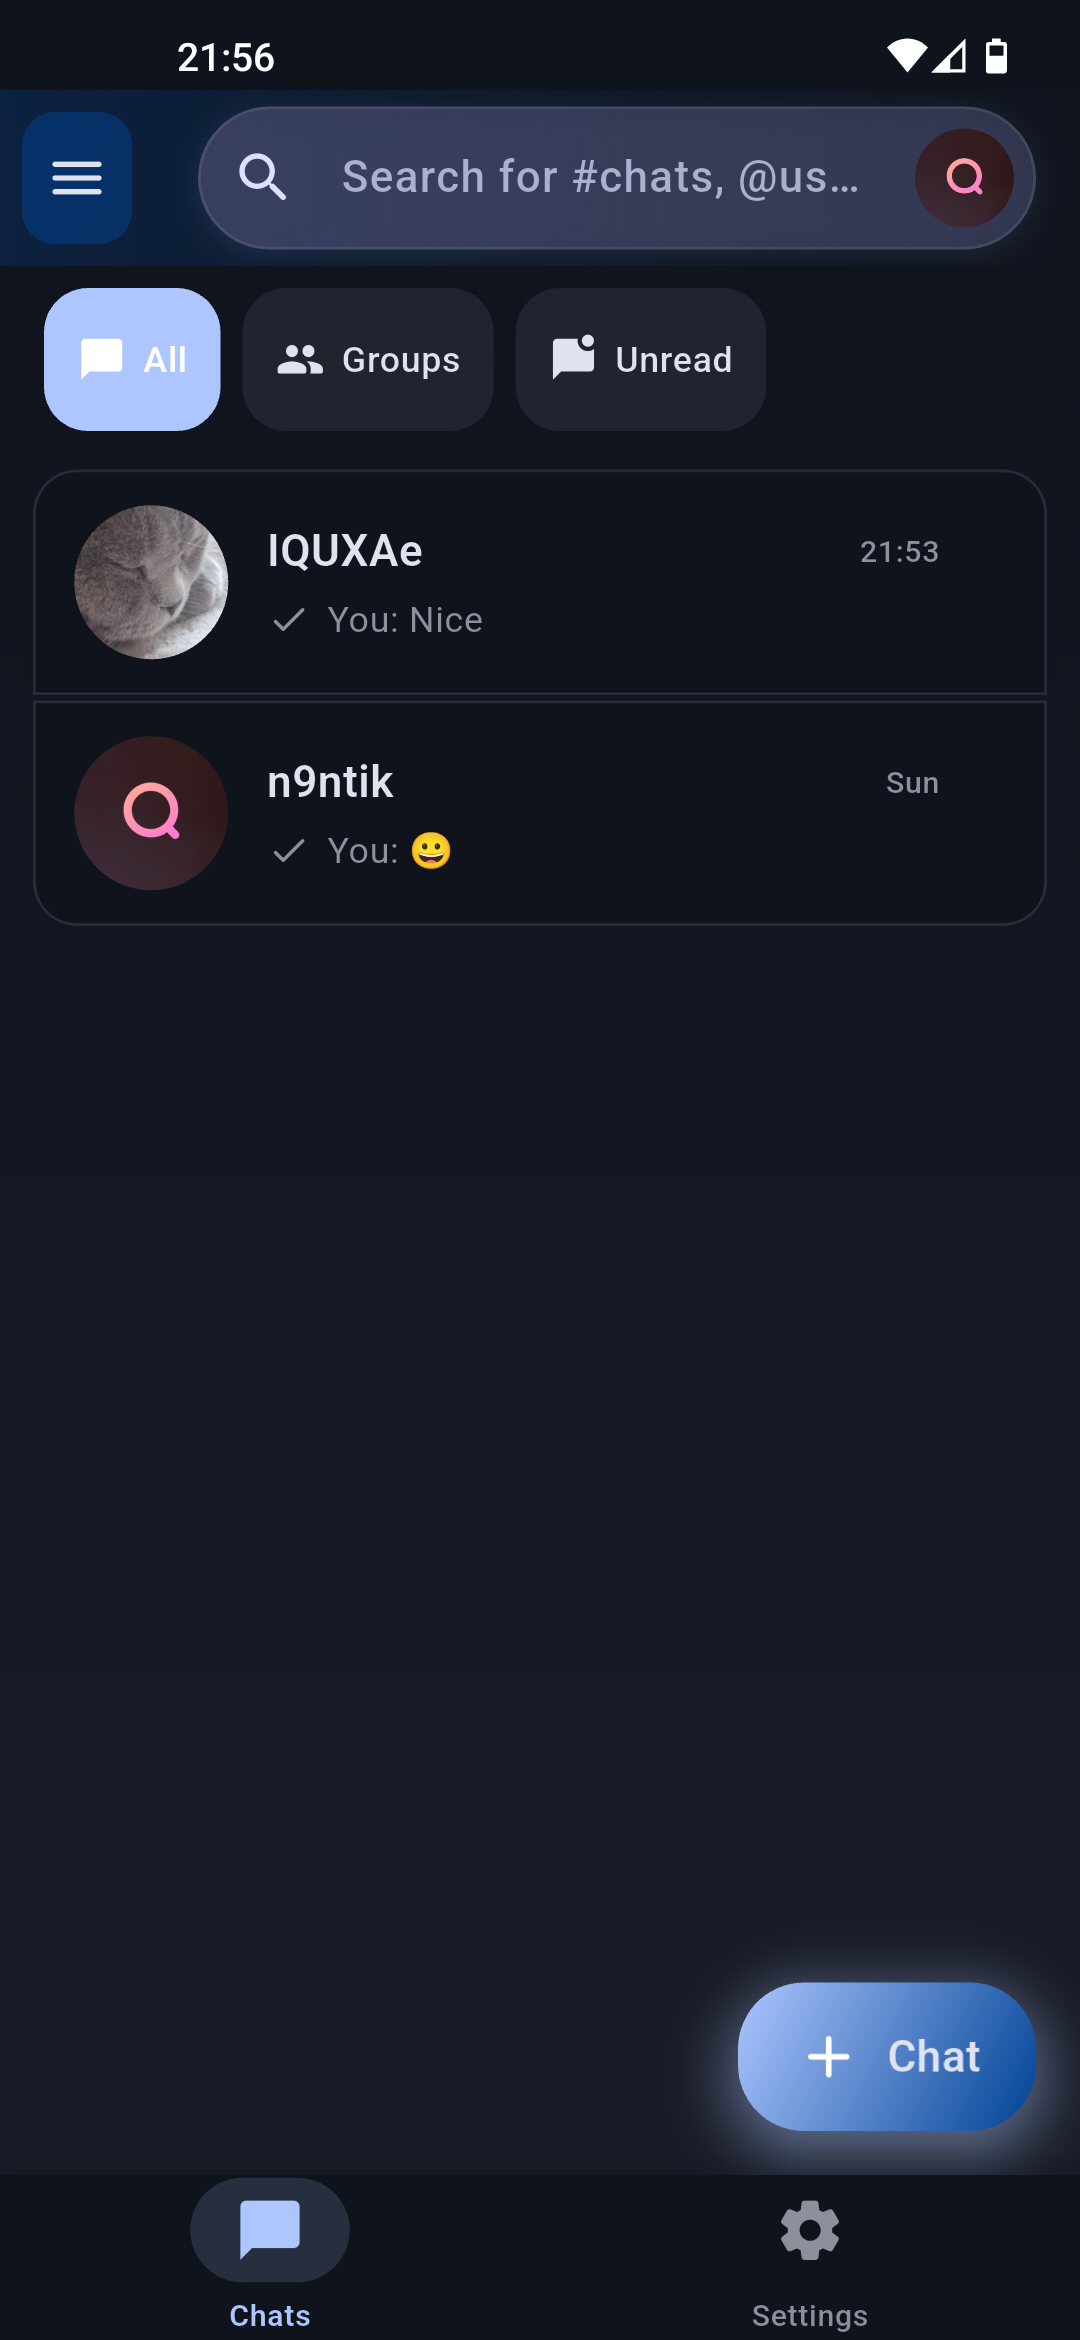 21:56
Search for #chats, @us…
All
Groups
Unread
IQUXAe
21:53
You: Nice
n9ntik
Sun
You: 😀
Chat
Chats
Settings